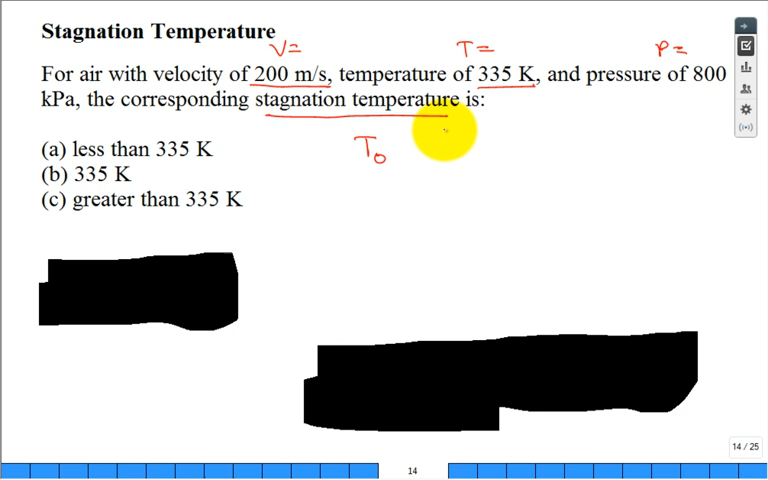 Stagnation Temperature
V= T= P=
For air with velocity of 200 m/s, temperature of 335 K, and pressure of 800
kPa, the corresponding stagnation temperature is:
T₀
(a) less than 335 K
(b) 335 K
(c) greater than 335 K
14 / 25
14